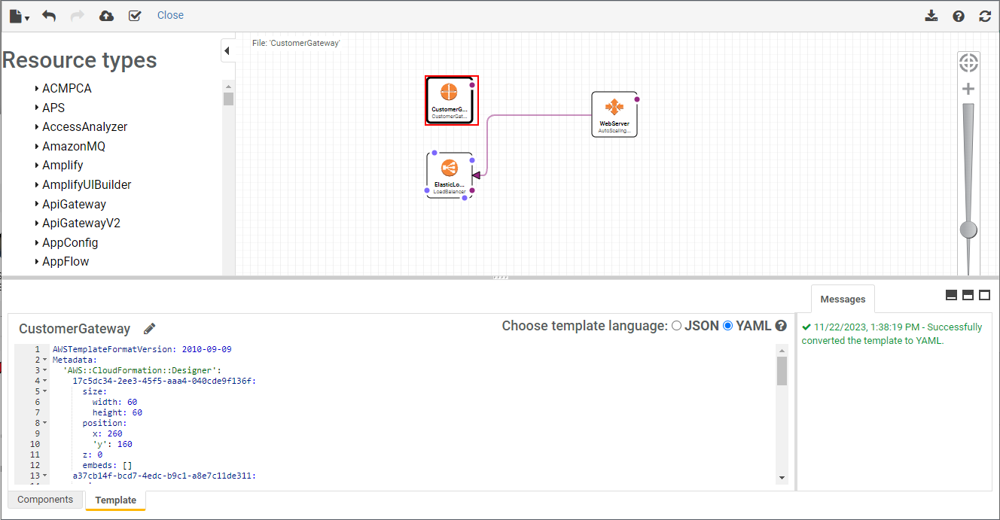 Close
Resource types
ACMPCA
APS
AccessAnalyzer
AmazonMQ
Amplify
AmplifyUIBuilder
ApiGateway
ApiGatewayV2
AppConfig
AppFlow
File: 'CustomerGateway'
CustomerG...
CustomerGat...
WebServer
AutoScaling...
ElasticLo...
LoadBalancer
CustomerGateway
Choose template language: JSON YAML
1 AWSTemplateFormatVersion: 2010-09-09
2 Metadata:
3 'AWS::CloudFormation::Designer':
4 17c5dc34-2ee3-45f5-aaa4-040cde9f136f:
5 size:
6 width: 60
7 height: 60
8 position:
9 x: 260
10 'y': 160
11 z: 0
12 embeds: []
13 a37cb14f-bcd7-4edc-b9c1-a8e7c11de311:
Messages
11/22/2023, 1:38:19 PM - Successfully
converted the template to YAML.
Components
Template